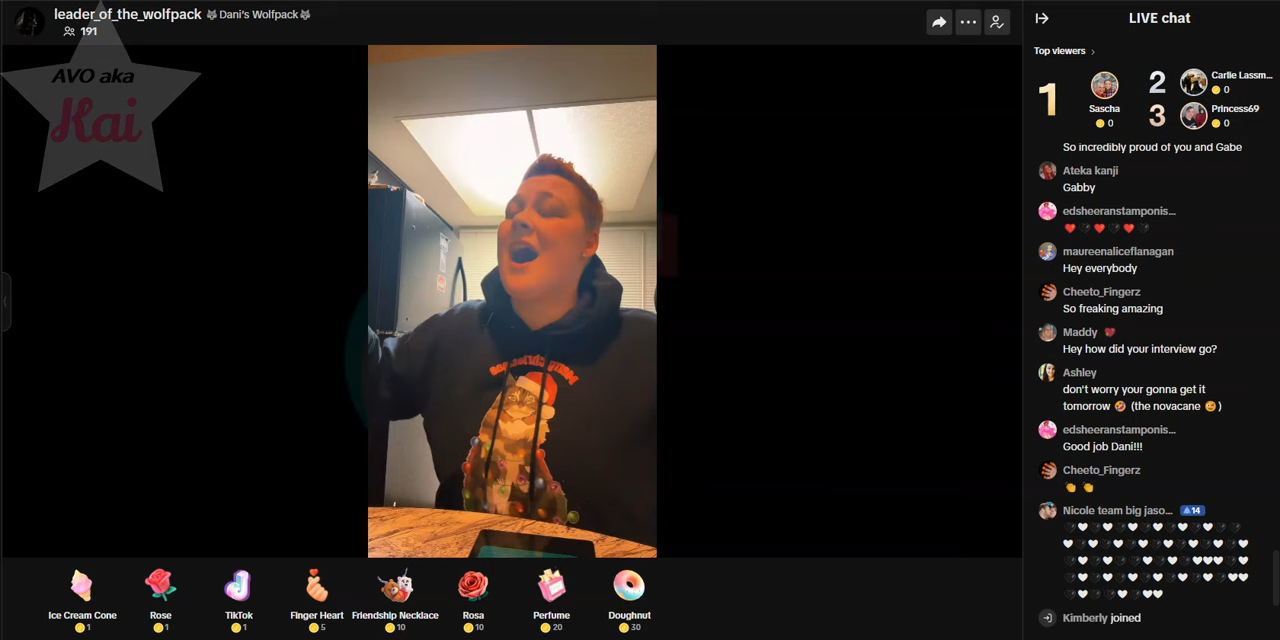 leader_of_the_wolfpack 🐺Dani's Wolfpack🐺
191
AVO aka
Kai
LIVE chat
Top viewers >
1
Sascha
0
2
Carlie Lassm...
0
3
Princess69
0
So incredibly proud of you and Gabe
Ateka kanji
Gabby
edsheeranstamponis...
❤️🖤❤️🖤❤️🖤
maureenaliceflanagan
Hey everybody
Cheeto_Fingerz
So freaking amazing
Maddy
Hey how did your interview go?
Ashley
don't worry your gonna get it
tomorrow 🤣 (the novacane 😉)
edsheeranstamponis...
Good job Dani!!!
Cheeto_Fingerz
👏 👏
Nicole team big jaso... 14
Kimberly joined
Ice Cream Cone
1
Rose
1
TikTok
1
Finger Heart
5
Friendship Necklace
10
Rosa
10
Perfume
20
Doughnut
30